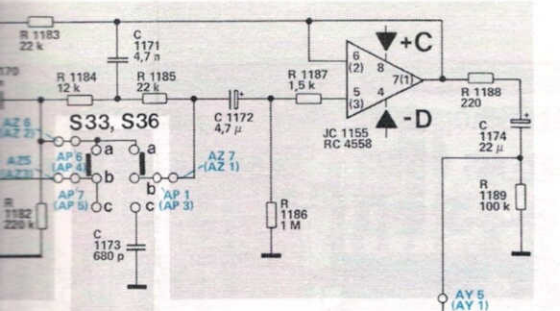 R 1183
22 k
C
1171
4,7 n
170
R 1184
12 k
R 1185
22 k
S33, S36
AZ 6
(AZ 2)
a
a
AP 6
(AP 4)
b
b
AZ5
AP 7
(AP 5)
c
c
AZ 7
(AZ 1)
AP 1
(AP 3)
R
1182
220 k
C
1173
680 p
C 1172
4,7 µ
R 1187
1,5 k
R
1186
1 M
+C
6
(2)
8
7(1)
5
(3)
4
-D
JC 1155
RC 4558
R 1188
220
C
1174
22 µ
R
1189
100 k
AY 5
(AY 1)